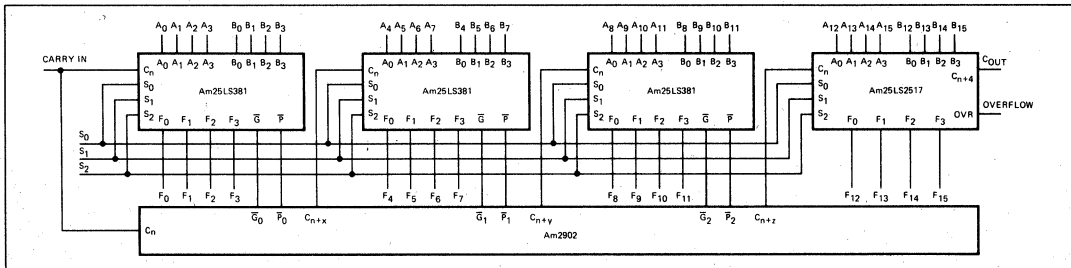 A0 A1 A2 A3 B0 B1 B2 B3 A4 A5 A6 A7 B4 B5 B6 B7 A8 A9 A10 A11 B8 B9 B10 B11 A12 A13 A14 A15 B12 B13 B14 B15
CARRY IN
Cn A0 A1 A2 A3 B0 B1 B2 B3
S0
S1
S2
Am25LS381
F0 F1 F2 F3 G̅ P̅
Cn A0 A1 A2 A3 B0 B1 B2 B3
S0
S1
S2
Am25LS381
F0 F1 F2 F3 G̅ P̅
Cn A0 A1 A2 A3 B0 B1 B2 B3
S0
S1
S2
Am25LS381
F0 F1 F2 F3 G̅ P̅
Cn A0 A1 A2 A3 B0 B1 B2 B3
S0
S1
S2
Cn+4
Am25LS2517
OVR
F0 F1 F2 F3
COUT
OVERFLOW
S0
S1
S2
F0 F1 F2 F3 G̅0 P̅0 Cn+x F4 F5 F6 F7 G̅1 P̅1 Cn+y F8 F9 F10 F11 G̅2 P̅2 Cn+z F12 F13 F14 F15
Cn
Am2902